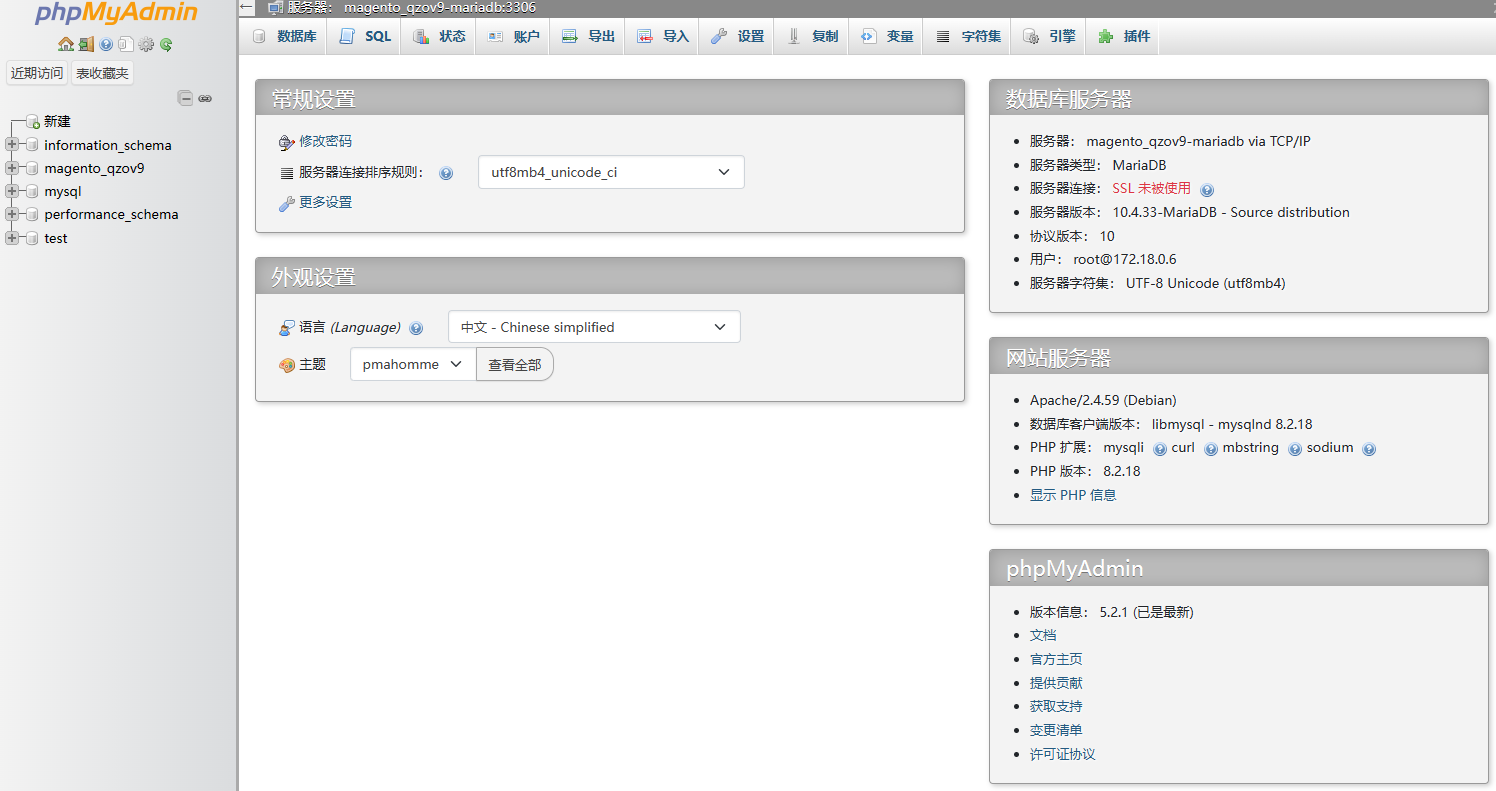 phpMyAdmin
近期访问 表收藏夹
新建
information_schema
magento_qzov9
mysql
performance_schema
test
服务器： magento_qzov9-mariadb:3306
数据库 SQL 状态 账户 导出 导入 设置 复制 变量 字符集 引擎 插件
常规设置
修改密码
服务器连接排序规则： utf8mb4_unicode_ci
更多设置
外观设置
语言 (Language) 中文 - Chinese simplified
主题 pmahomme 查看全部
数据库服务器
服务器： magento_qzov9-mariadb via TCP/IP
服务器类型： MariaDB
服务器连接： SSL 未被使用
服务器版本： 10.4.33-MariaDB - Source distribution
协议版本： 10
用户： root@172.18.0.6
服务器字符集： UTF-8 Unicode (utf8mb4)
网站服务器
Apache/2.4.59 (Debian)
数据库客户端版本： libmysql - mysqlnd 8.2.18
PHP 扩展： mysqli curl mbstring sodium
PHP 版本： 8.2.18
显示 PHP 信息
phpMyAdmin
版本信息： 5.2.1 (已是最新)
文档
官方主页
提供贡献
获取支持
变更清单
许可证协议